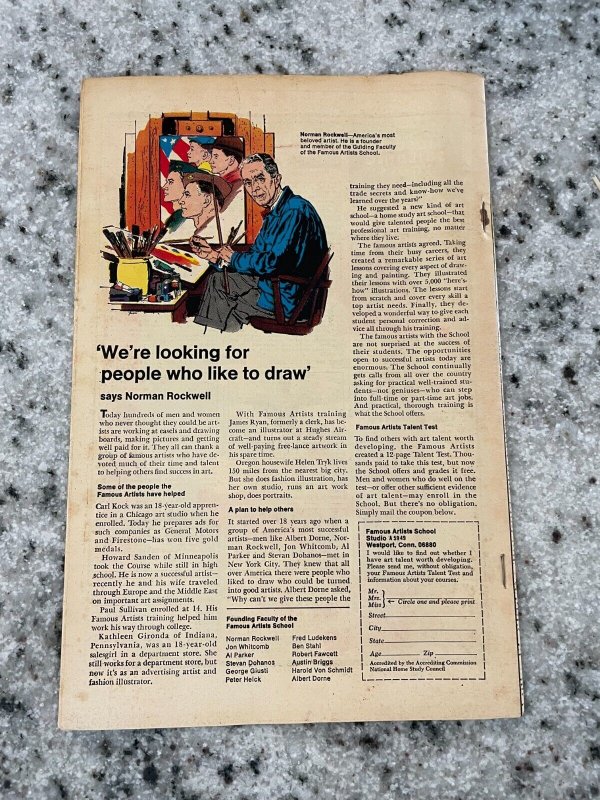 Norman Rockwell—America's most
beloved artist. He is a founder
and member of the Guiding Faculty
of the Famous Artists School.
'We're looking for
people who like to draw'
says Norman Rockwell
Today hundreds of men and women
who never thought they could be art-
ists are working at easels and drawing
boards, making pictures and getting
well paid for it. They all can thank a
group of famous artists who have de-
voted much of their time and talent
to helping others find success in art.
Some of the people the
Famous Artists have helped
Carl Kock was an 18-year-old appren-
tice in a Chicago art studio when he
enrolled. Today he prepares ads for
such companies as General Motors
and Firestone—has won five gold
medals.
Howard Sanden of Minneapolis
took the Course while still in high
school. He is now a successful artist—
recently he and his wife traveled
through Europe and the Middle East
on important art assignments.
Paul Sullivan enrolled at 14. His
Famous Artists training helped him
work his way through college.
Kathleen Gironda of Indiana,
Pennsylvania, was an 18-year-old
salesgirl in a department store. She
still works for a department store, but
now it's as an advertising artist and
fashion illustrator.
With Famous Artists training
James Ryan, formerly a clerk, has be-
come an illustrator at Hughes Air-
craft—and turns out a steady stream
of well-paying free-lance artwork in
his spare time.
Oregon housewife Helen Tryk lives
150 miles from the nearest big city.
But she does fashion illustration, has
her own studio, runs an art work
shop, does portraits.
A plan to help others
It started over 18 years ago when a
group of America's most successful
artists—men like Albert Dorne, Nor-
man Rockwell, Jon Whitcomb, Al
Parker and Stevan Dohanos—met in
New York City. They knew that all
over America there were people who
liked to draw who could be turned
into good artists. Albert Dorne asked,
"Why can't we give these people the
Founding Faculty of the
Famous Artists School
Norman Rockwell
Jon Whitcomb
Al Parker
Stevan Dohanos
George Giusti
Peter Helck
Fred Ludekens
Ben Stahl
Robert Fawcett
Austin Briggs
Harold Von Schmidt
Albert Dorne
training they need—including all the
trade secrets and know-how we've
learned over the years?"
He suggested a new kind of art
school—a home study art school—that
would give talented people the best
professional art training, no matter
where they live.
The famous artists agreed. Taking
time from their busy careers, they
created a remarkable series of art
lessons covering every aspect of draw-
ing and painting. They illustrated
their lessons with over 5,000 "here's-
how" illustrations. The lessons start
from scratch and cover every skill a
top artist needs. Finally, they de-
veloped a wonderful way to give each
student personal correction and ad-
vice all through his training.
The famous artists with the School
are not surprised at the success of
their students. The opportunities
open to successful artists today are
enormous. The School continually
gets calls from all over the country
asking for practical well-trained stu-
dents—not geniuses—who can step
into full-time or part-time art jobs.
And practical, thorough training is
what the School offers.
Famous Artists Talent Test
To find others with art talent worth
developing, the Famous Artists
created a 12-page Talent Test. Thou-
sands paid to take this test, but now
the School offers and grades it free.
Men and women who do well on the
test—or offer other sufficient evidence
of art talent—may enroll in the
School. But there's no obligation.
Simply mail the coupon below.
Famous Artists School
Studio A 5949
Westport, Conn. 06880
I would like to find out whether I
have art talent worth developing.
Please send me, without obligation,
your Famous Artists Talent Test and
information about your courses.
Mr.
Mrs. Circle one and please print
Miss
Street
City
State
Age Zip
Accredited by the Accrediting Commission
National Home Study Council